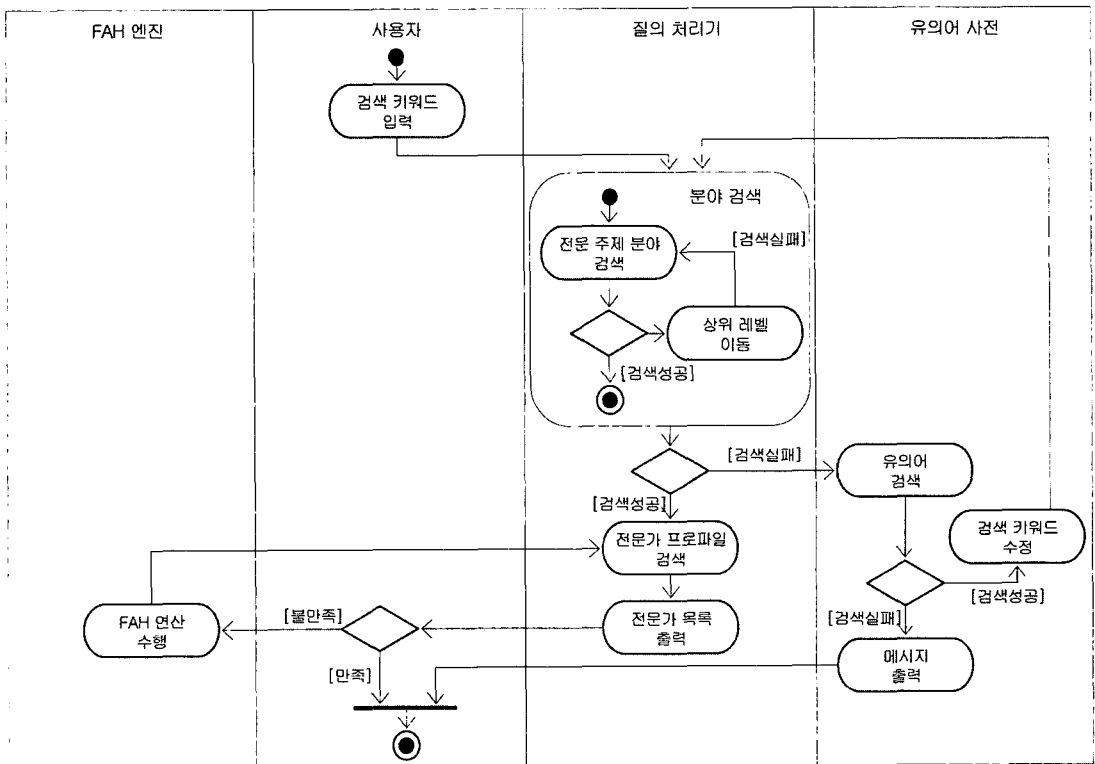 FAH 엔진
사용자
질의 처리기
유의어 사전
검색 키워드
입력
분야 검색
전문 주제 분야
검색
[검색실패]
상위 레벨
이동
[검색성공]
[검색실패]
유의어
검색
[검색성공]
전문가 프로파일
검색
검색 키워드
수정
[검색성공]
FAH 연산
수행
[불만족]
전문가 목록
출력
[검색실패]
메시지
출력
[만족]